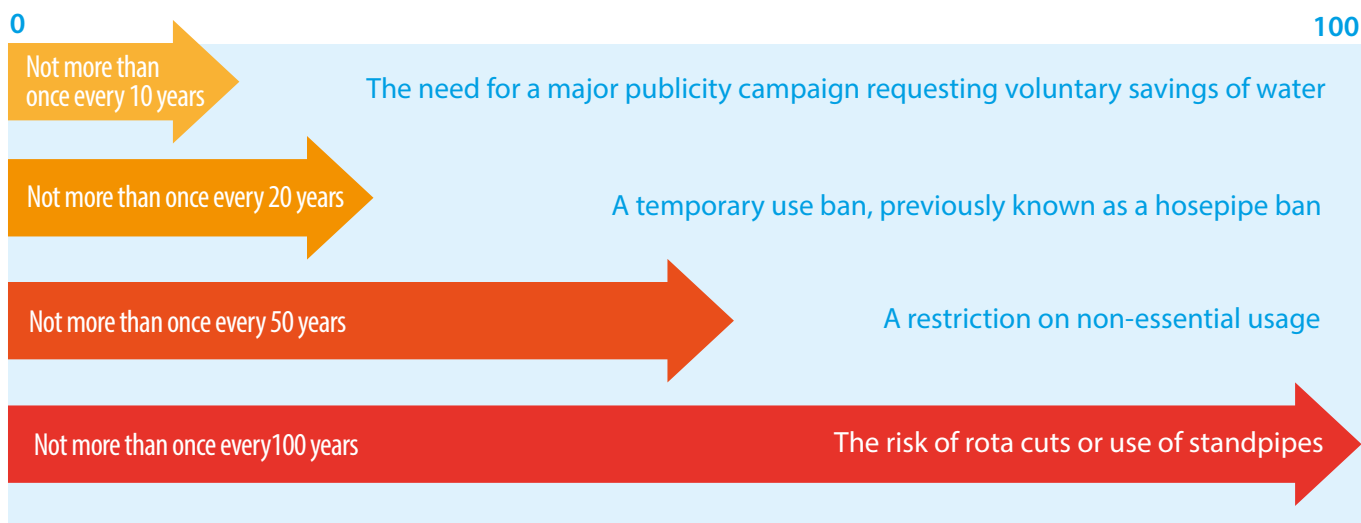 0
100
Not more than
once every 10 years
The need for a major publicity campaign requesting voluntary savings of water
Not more than once every 20 years
A temporary use ban, previously known as a hosepipe ban
Not more than once every 50 years
A restriction on non-essential usage
Not more than once every100 years
The risk of rota cuts or use of standpipes